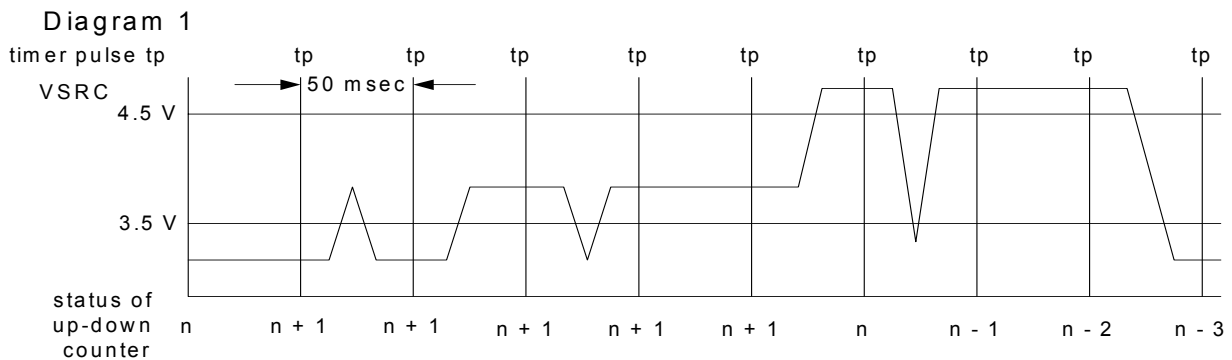 Diagram 1
timer pulse tp tp tp tp tp tp tp tp tp tp
50 msec
VSRC
4.5 V
3.5 V
status of
up-down n n + 1 n + 1 n + 1 n + 1 n + 1 n n - 1 n - 2 n - 3
counter